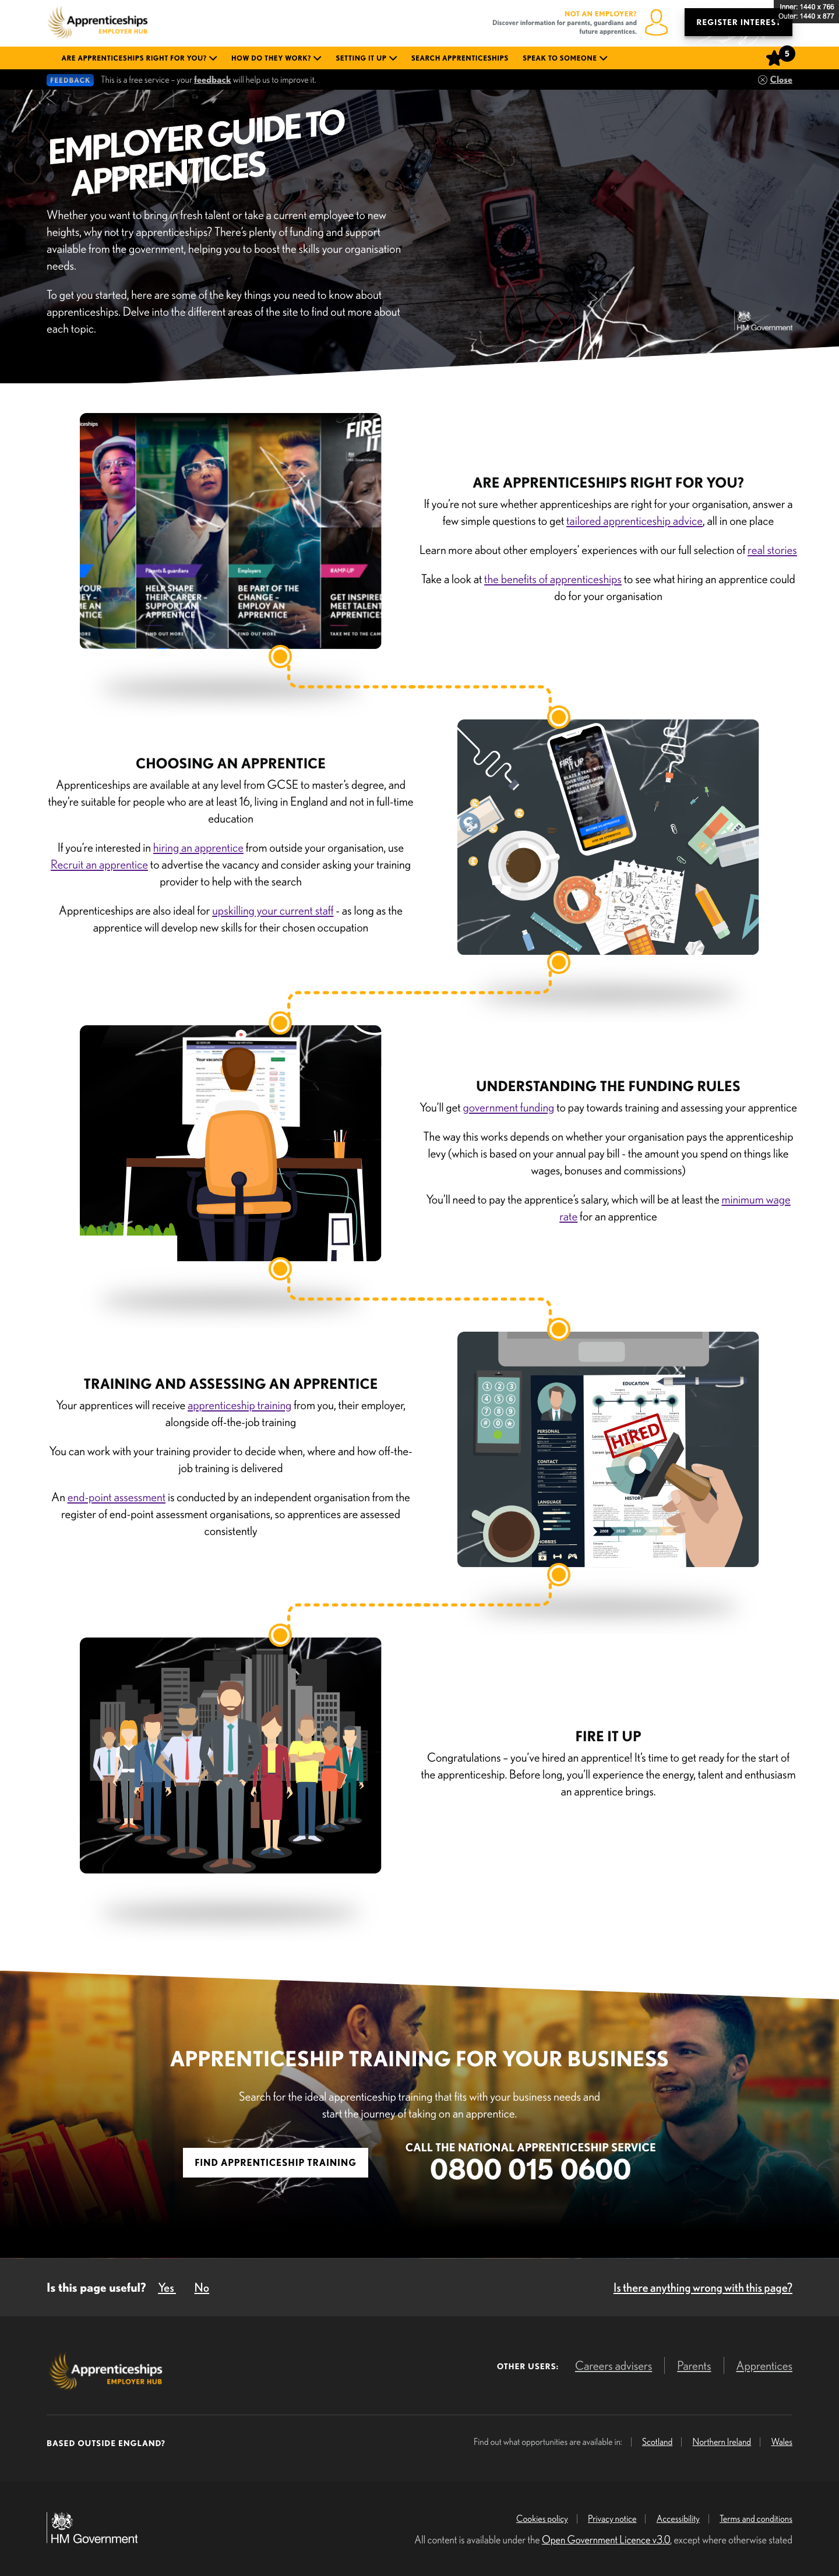 Apprenticeships
EMPLOYER HUB
NOT AN EMPLOYER?
Discover information for parents, guardians and
future apprentices.
REGISTER INTEREST
Inner: 1440 x 766
Outer: 1440 x 877
ARE APPRENTICESHIPS RIGHT FOR YOU?
HOW DO THEY WORK?
SETTING IT UP
SEARCH APPRENTICESHIPS
SPEAK TO SOMEONE
5
FEEDBACK
This is a free service – your feedback will help us to improve it.
Close
EMPLOYER GUIDE TO
APPRENTICES
Whether you want to bring in fresh talent or take a current employee to new
heights, why not try apprenticeships? There's plenty of funding and support
available from the government, helping you to boost the skills your organisation
needs.
To get you started, here are some of the key things you need to know about
apprenticeships. Delve into the different areas of the site to find out more about
each topic.
HM Government
Parents & guardians
HELP SHAPE
THEIR CAREER –
SUPPORT AN
APPRENTICE
FIND OUT MORE
Employers
BE PART OF THE
CHANGE –
EMPLOY AN
APPRENTICE
FIND OUT MORE
FIRE
IT
RAMP-UP
GET INSPIRED
MEET TALENT
APPRENTICES
TAKE ME TO THE CAM
ARE APPRENTICESHIPS RIGHT FOR YOU?
If you're not sure whether apprenticeships are right for your organisation, answer a
few simple questions to get tailored apprenticeship advice, all in one place
Learn more about other employers' experiences with our full selection of real stories
Take a look at the benefits of apprenticeships to see what hiring an apprentice could
do for your organisation
CHOOSING AN APPRENTICE
Apprenticeships are available at any level from GCSE to master's degree, and
they're suitable for people who are at least 16, living in England and not in full-time
education
If you're interested in hiring an apprentice from outside your organisation, use
Recruit an apprentice to advertise the vacancy and consider asking your training
provider to help with the search
Apprenticeships are also ideal for upskilling your current staff - as long as the
apprentice will develop new skills for their chosen occupation
FIRE
IT UP
UNDERSTANDING THE FUNDING RULES
You'll get government funding to pay towards training and assessing your apprentice
The way this works depends on whether your organisation pays the apprenticeship
levy (which is based on your annual pay bill - the amount you spend on things like
wages, bonuses and commissions)
You'll need to pay the apprentice's salary, which will be at least the minimum wage
rate for an apprentice
TRAINING AND ASSESSING AN APPRENTICE
Your apprentices will receive apprenticeship training from you, their employer,
alongside off-the-job training
You can work with your training provider to decide when, where and how off-the-
job training is delivered
An end-point assessment is conducted by an independent organisation from the
register of end-point assessment organisations, so apprentices are assessed
consistently
EDUCATION
PERSONAL
CONTACT
LANGUAGE
HISTORY
HIRED
FIRE IT UP
Congratulations – you've hired an apprentice! It's time to get ready for the start of
the apprenticeship. Before long, you'll experience the energy, talent and enthusiasm
an apprentice brings.
APPRENTICESHIP TRAINING FOR YOUR BUSINESS
Search for the ideal apprenticeship training that fits with your business needs and
start the journey of taking on an apprentice.
FIND APPRENTICESHIP TRAINING
CALL THE NATIONAL APPRENTICESHIP SERVICE
0800 015 0600
Is this page useful? Yes No
Is there anything wrong with this page?
Apprenticeships
EMPLOYER HUB
OTHER USERS: Careers advisers Parents Apprentices
BASED OUTSIDE ENGLAND?
Find out what opportunities are available in: Scotland Northern Ireland Wales
HM Government
Cookies policy Privacy notice Accessibility Terms and conditions
All content is available under the Open Government Licence v3.0, except where otherwise stated